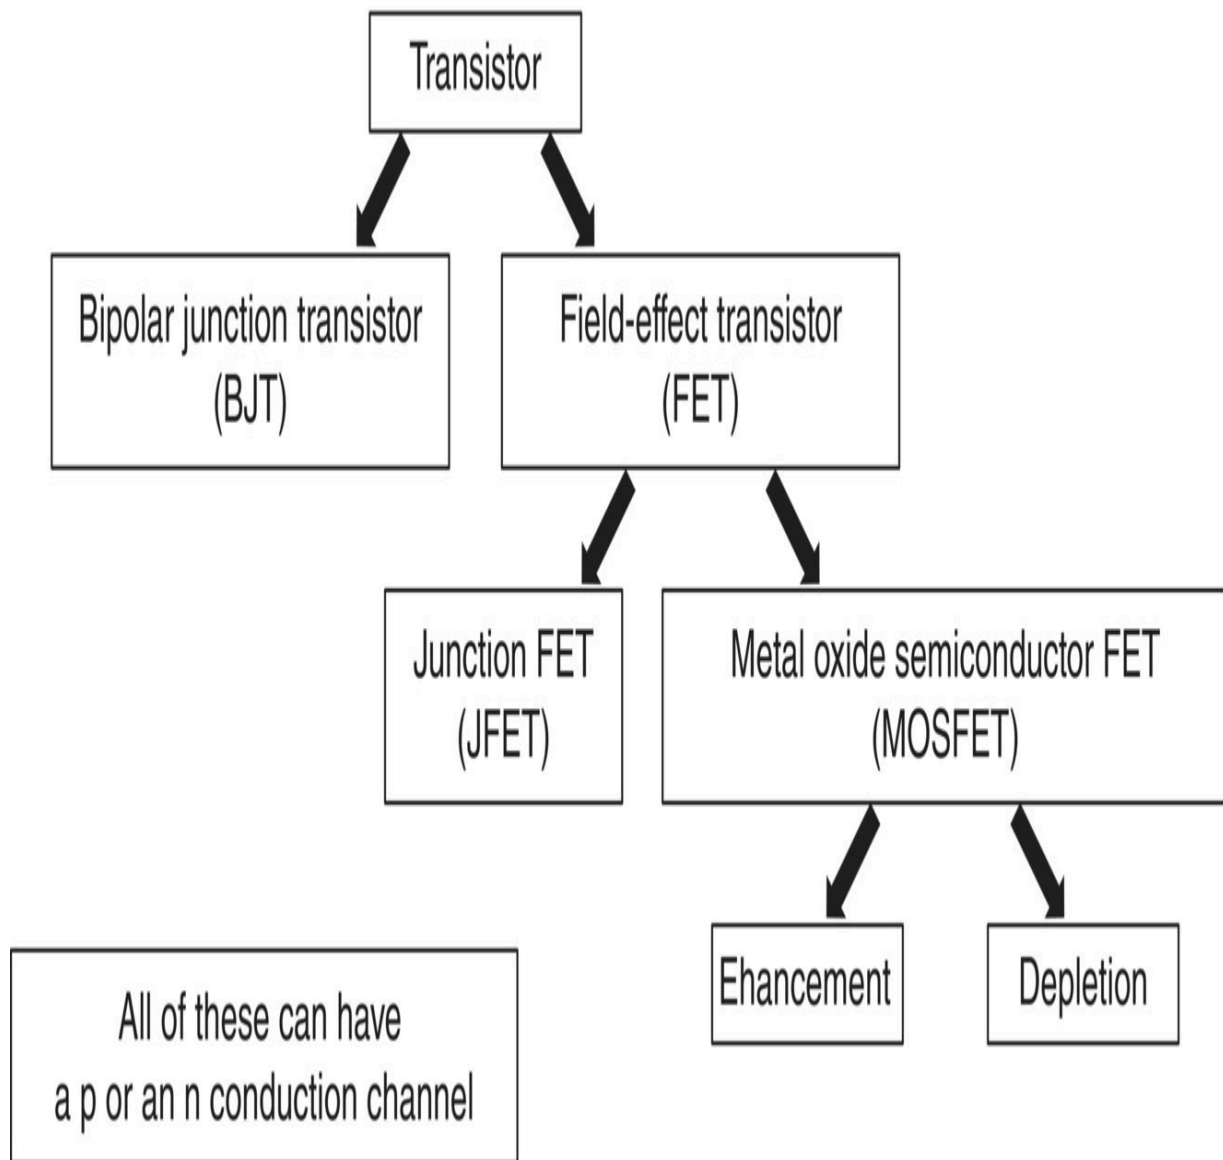 Transistor
Bipolar junction transistor
(BJT)
Field-effect transistor
(FET)
Junction FET
(JFET)
Metal oxide semiconductor FET
(MOSFET)
Ehancement
Depletion
All of these can have
a p or an n conduction channel